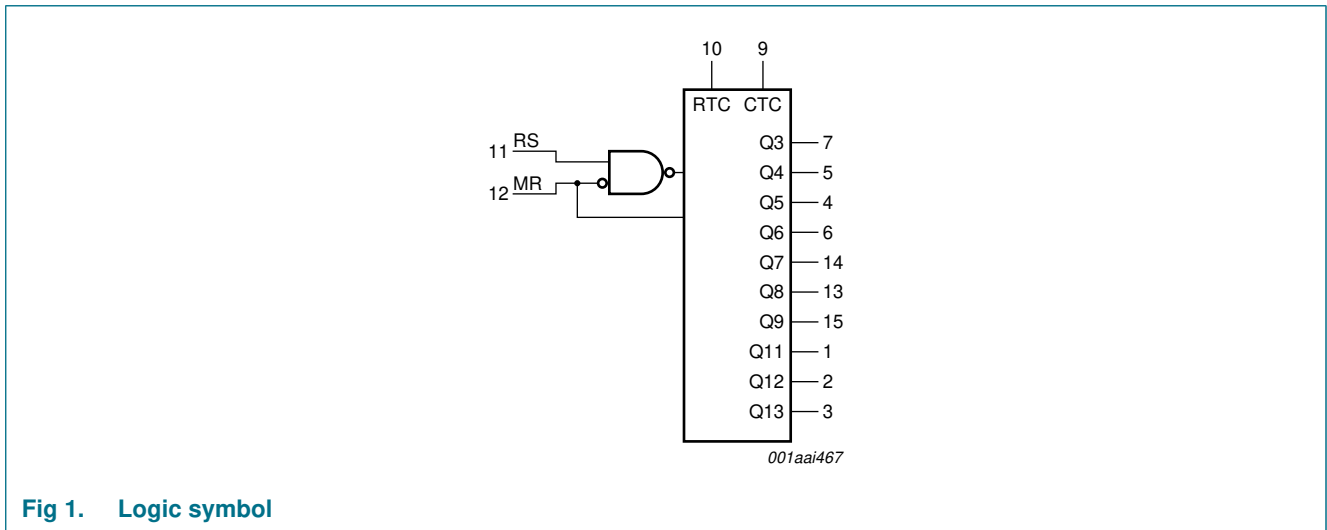 10 9
RTC CTC
Q3 7
11 RS
Q4 5
12 MR
Q5 4
Q6 6
Q7 14
Q8 13
Q9 15
Q11 1
Q12 2
Q13 3
001aai467
Fig 1. Logic symbol